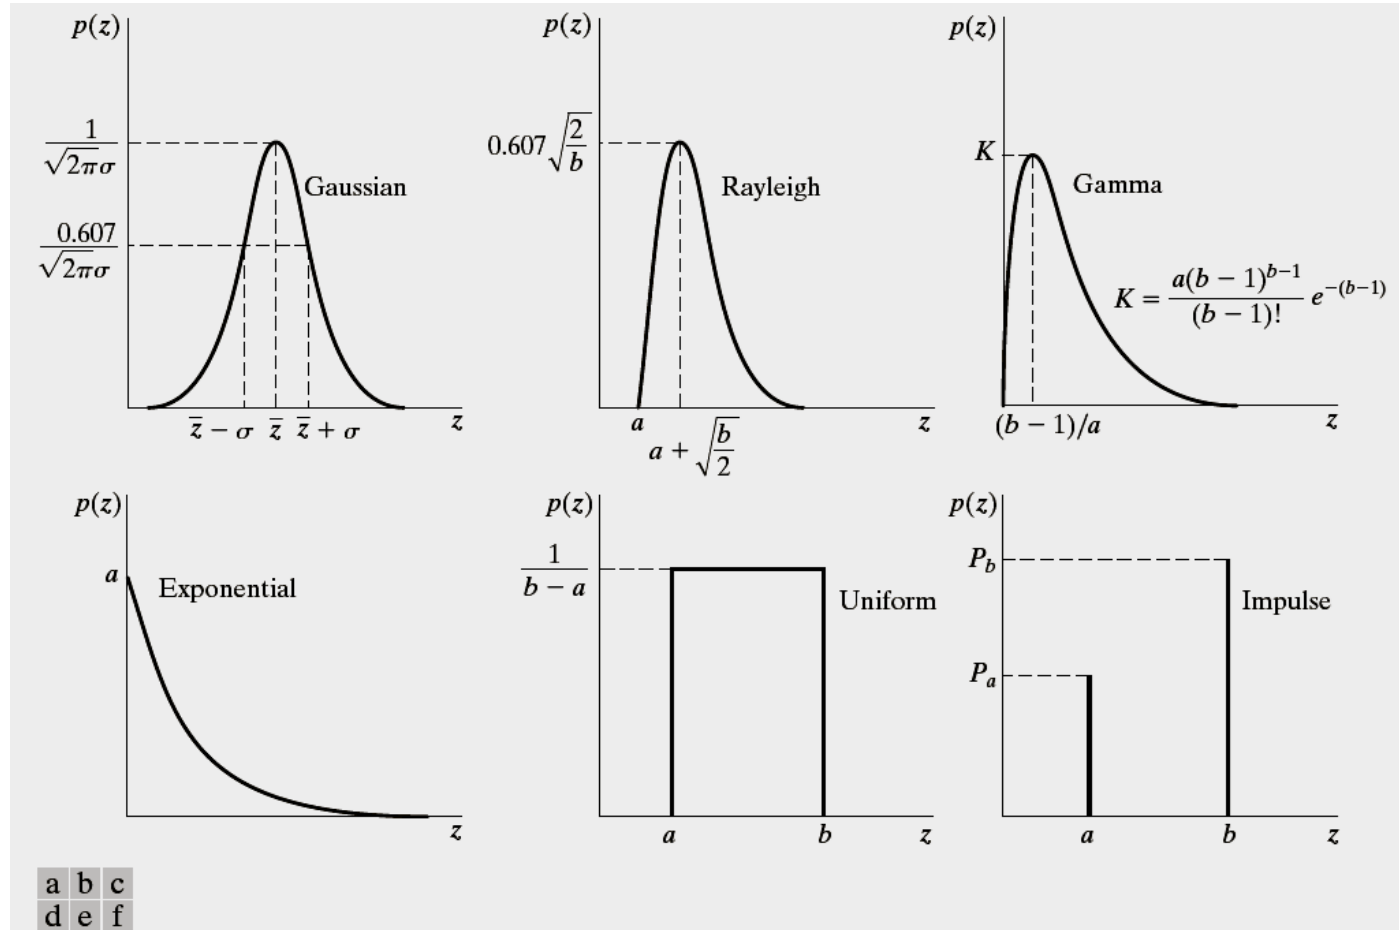 p(z)
1/√2πσ
0.607/√2πσ
Gaussian
z̄ − σ z̄ z̄ + σ
z
p(z)
0.607√2/b
Rayleigh
a
a + √b/2
z
p(z)
K
Gamma
K = a(b − 1)^{b−1}/(b − 1)! e^{−(b−1)}
(b − 1)/a
z
p(z)
a
Exponential
z
p(z)
1/b − a
Uniform
a b z
p(z)
P_b
Impulse
P_a
a b z
a b c
d e f